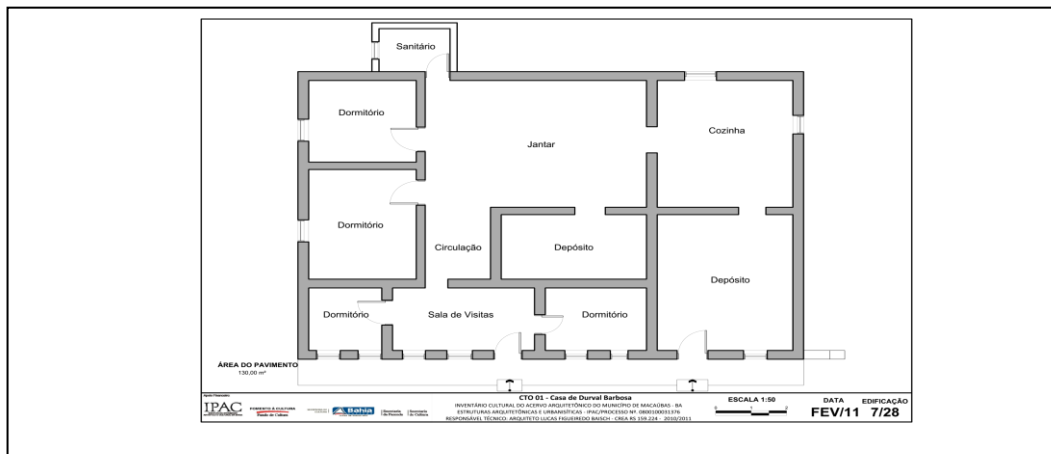 Sanitário
Dormitório
Cozinha
Jantar
Dormitório
Circulação
Depósito
Depósito
Dormitório
Sala de Visitas
Dormitório
ÁREA DO PAVIMENTO
130,00 m²
CTO 01 - Casa de Durval Barbosa
INVENTÁRIO CULTURAL DO ACERVO ARQUITETÔNICO DO MUNICÍPIO DE MACAÚBAS - BA
ESTRUTURAS ARQUITETÔNICAS E URBANÍSTICAS - IPAC/PROCESSO Nº. 0800100031376
RESPONSÁVEL TÉCNICO: ARQUITETO LUCAS FIGUEIREDO BAISCH - CREA RS 159.224 - 2010/2011
IPAC
FOMENTO À CULTURA
Bahia
ESCALA 1:50
DATA
FEV/11
EDIFICAÇÃO
7/28